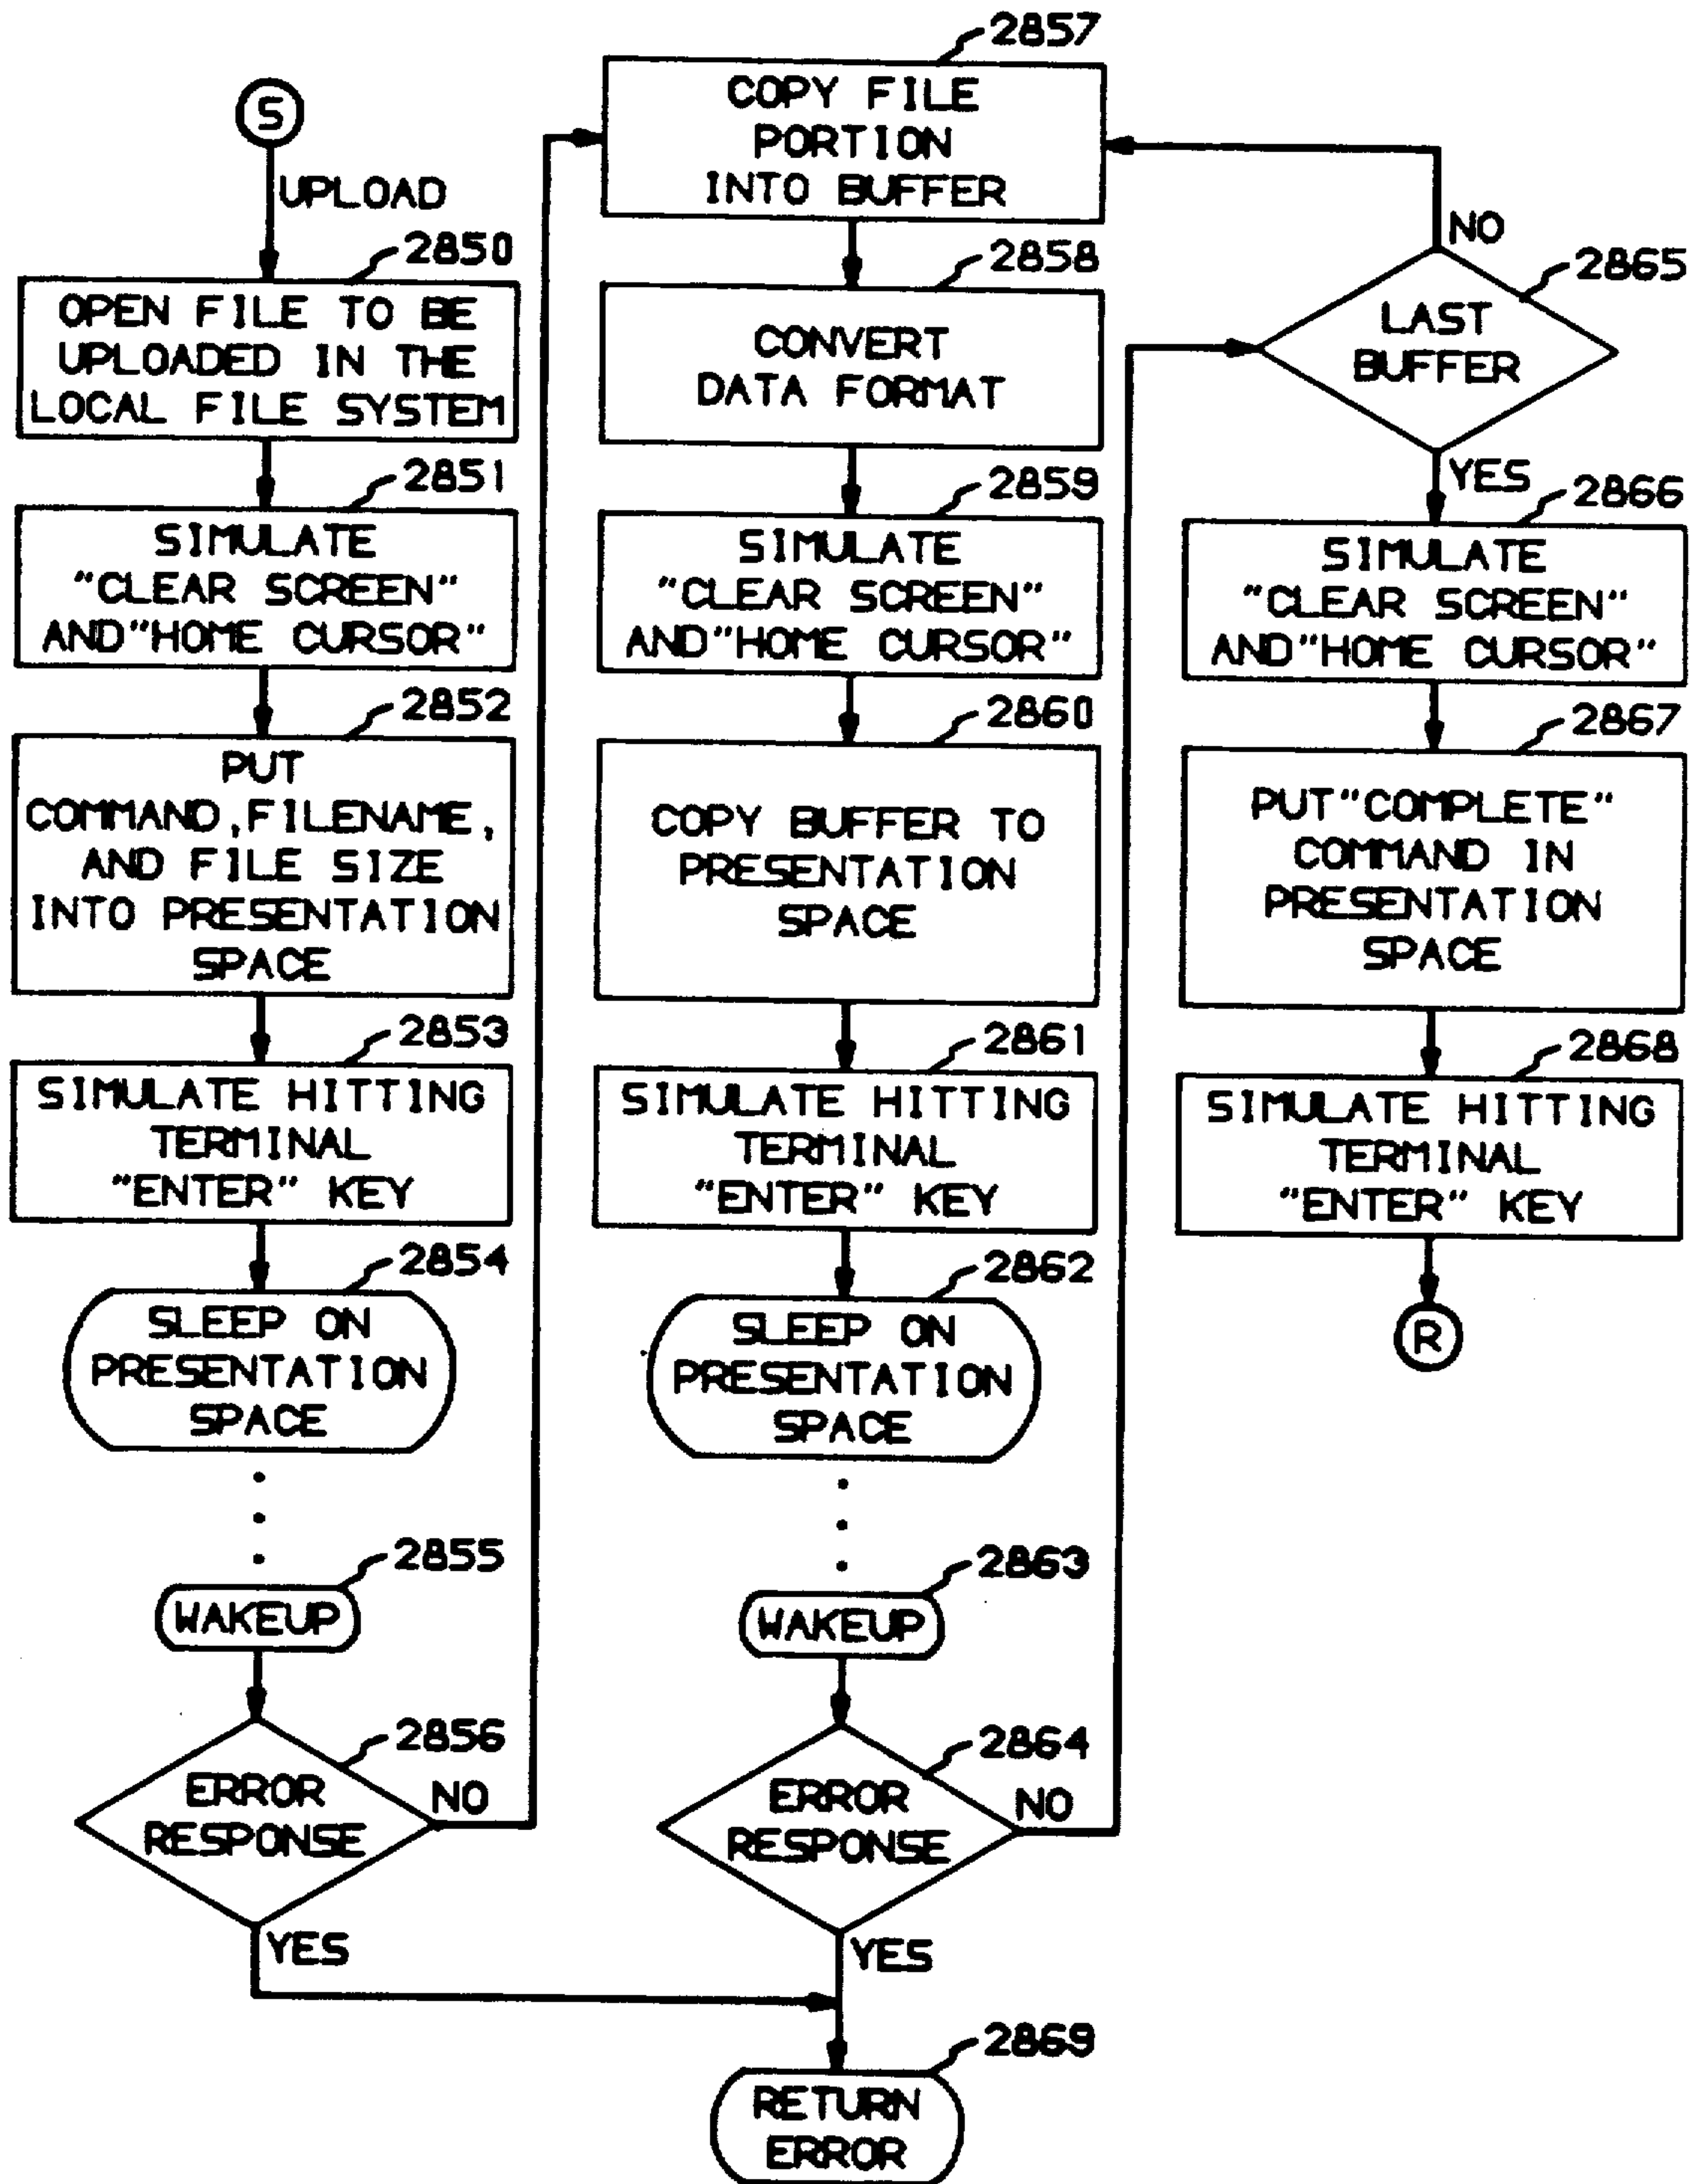 S
UPLOAD
2850
OPEN FILE TO BE
UPLOADED IN THE
LOCAL FILE SYSTEM
2851
SIMULATE
"CLEAR SCREEN"
AND"HOME CURSOR"
2852
PUT
COMMAND,FILENAME,
AND FILE SIZE
INTO PRESENTATION
SPACE
2853
SIMULATE HITTING
TERMINAL
"ENTER" KEY
2854
SLEEP ON
PRESENTATION
SPACE
2855
WAKEUP
2856
ERROR
RESPONSE
NO
YES
2857
COPY FILE
PORTION
INTO BUFFER
2858
CONVERT
DATA FORMAT
2859
SIMULATE
"CLEAR SCREEN"
AND"HOME CURSOR"
2860
COPY BUFFER TO
PRESENTATION
SPACE
2861
SIMULATE HITTING
TERMINAL
"ENTER" KEY
2862
SLEEP ON
PRESENTATION
SPACE
2863
WAKEUP
2864
ERROR
RESPONSE
NO
YES
2869
RETURN
ERROR
NO
2865
LAST
BUFFER
YES
2866
SIMULATE
"CLEAR SCREEN"
AND"HOME CURSOR"
2867
PUT"COMPLETE"
COMMAND IN
PRESENTATION
SPACE
2868
SIMULATE HITTING
TERMINAL
"ENTER" KEY
R